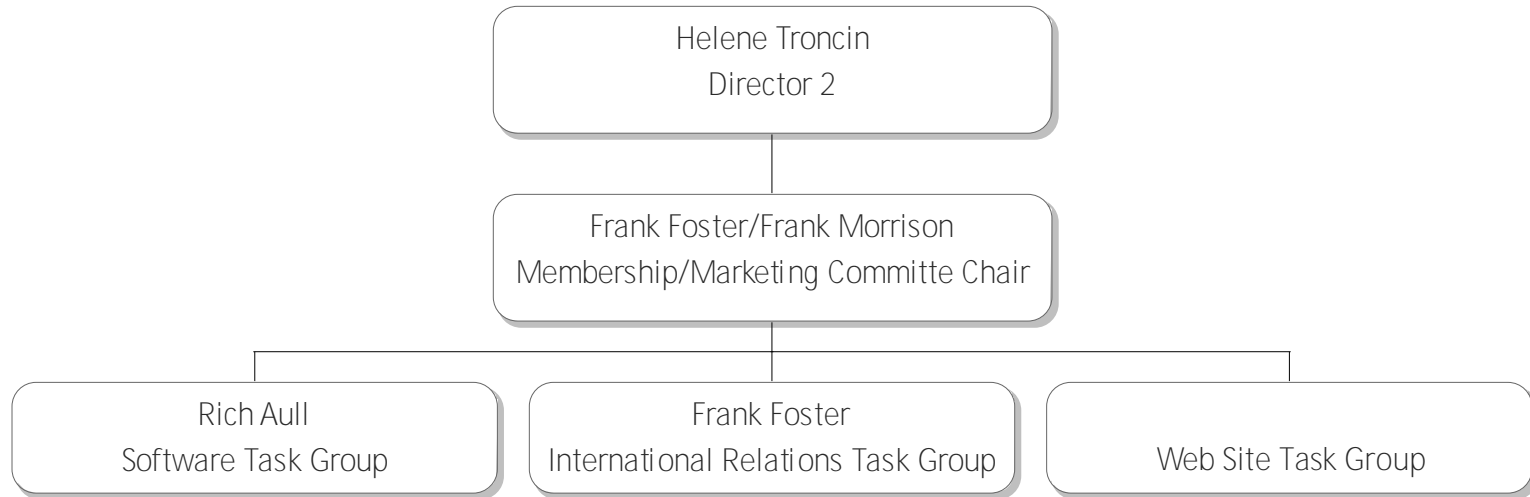 Helene Troncin
Director 2
Frank Foster/Frank Morrison
Membership/Marketing Committe Chair
Rich Aull
Software Task Group
Frank Foster
International Relations Task Group
Web Site Task Group